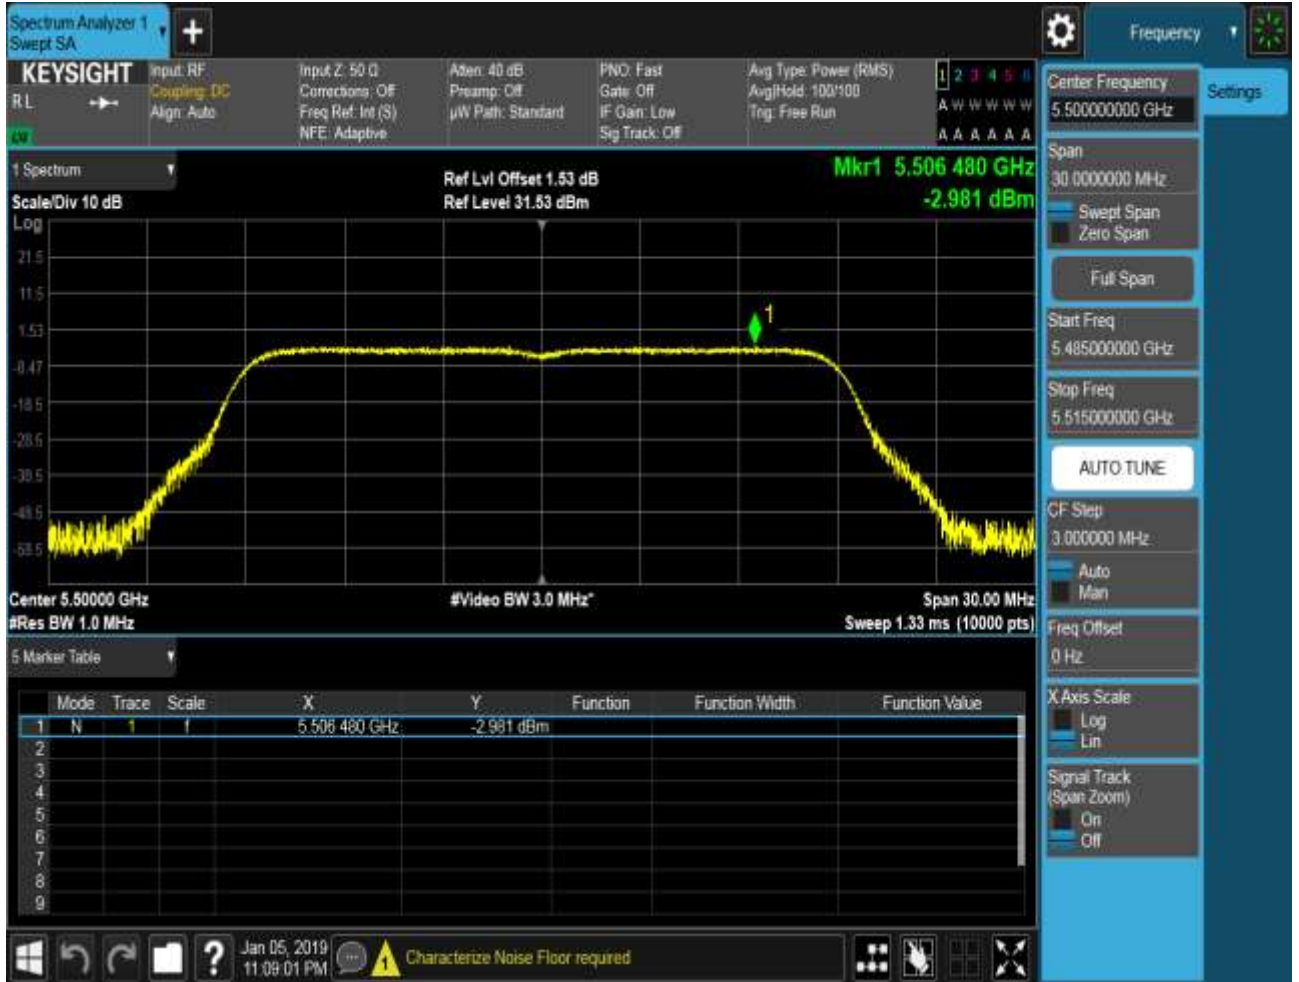 Spectrum Analyzer 1
Swept SA
+
Frequency
KEYSIGHT
R L
LXI
Input: RF
Coupling: DC
Align: Auto
Input Z: 50 Ω
Corrections: Off
Freq Ref: Int (S)
NFE: Adaptive
Atten: 40 dB
Preamp: Off
µW Path: Standard
PNO: Fast
Gate: Off
IF Gain: Low
Sig Track: Off
Avg Type: Power (RMS)
Avg|Hold: 100/100
Trig: Free Run
1 2 3 4 5 6
A W W W W W
A A A A A A
1 Spectrum
Scale/Div 10 dB
Ref Lvl Offset 1.53 dB
Ref Level 31.53 dBm
Mkr1 5.506 480 GHz
-2.981 dBm
Log
21.5
11.5
1.53
-8.47
-18.5
-28.5
-38.5
-48.5
-58.5
1
Center 5.50000 GHz
#Res BW 1.0 MHz
#Video BW 3.0 MHz*
Span 30.00 MHz
Sweep 1.33 ms (10000 pts)
5 Marker Table
Mode Trace Scale X Y Function Function Width Function Value
1 N 1 f 5.506 480 GHz -2.981 dBm
2
3
4
5
6
7
8
9
Center Frequency
5.500000000 GHz
Settings
Span
30.0000000 MHz
Swept Span
Zero Span
Full Span
Start Freq
5.485000000 GHz
Stop Freq
5.515000000 GHz
AUTO TUNE
CF Step
3.000000 MHz
Auto
Man
Freq Offset
0 Hz
X Axis Scale
Log
Lin
Signal Track
(Span Zoom)
On
Off
?
Jan 05, 2019
11:09:01 PM
1
Characterize Noise Floor required